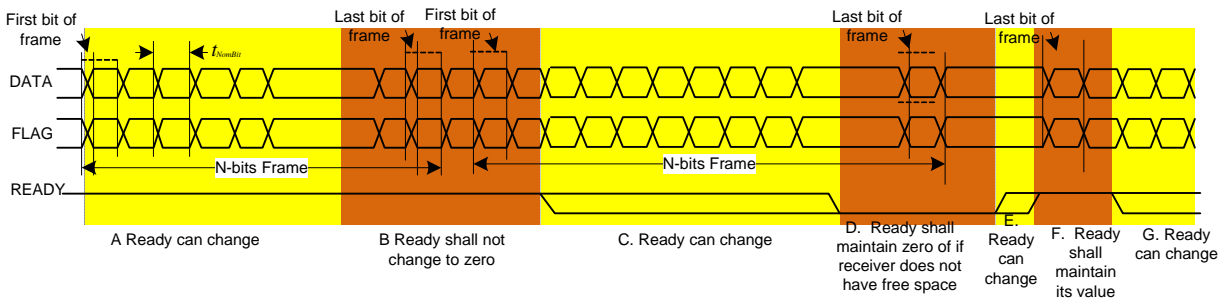 First bit of
frame
t NomBit
Last bit of
frame
First bit of
frame
Last bit of
frame
Last bit of
frame
DATA
FLAG
N-bits Frame
N-bits Frame
READY
A Ready can change
B Ready shall not
change to zero
C. Ready can change
D. Ready shall
maintain zero of if
receiver does not
have free space
E.
Ready
can
change
F. Ready
shall
maintain
its value
G. Ready
can change